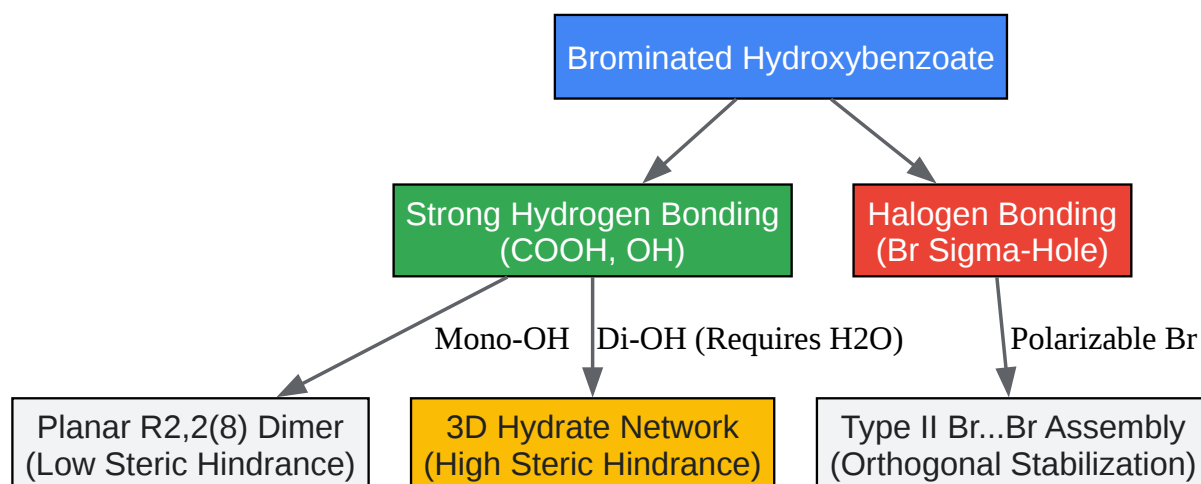 Brominated Hydroxybenzoate
Strong Hydrogen Bonding
(COOH, OH)
Halogen Bonding
(Br Sigma-Hole)
Mono-OH
Di-OH (Requires H2O)
Polarizable Br
Planar R2,2(8) Dimer
(Low Steric Hindrance)
3D Hydrate Network
(High Steric Hindrance)
Type II Br...Br Assembly
(Orthogonal Stabilization)